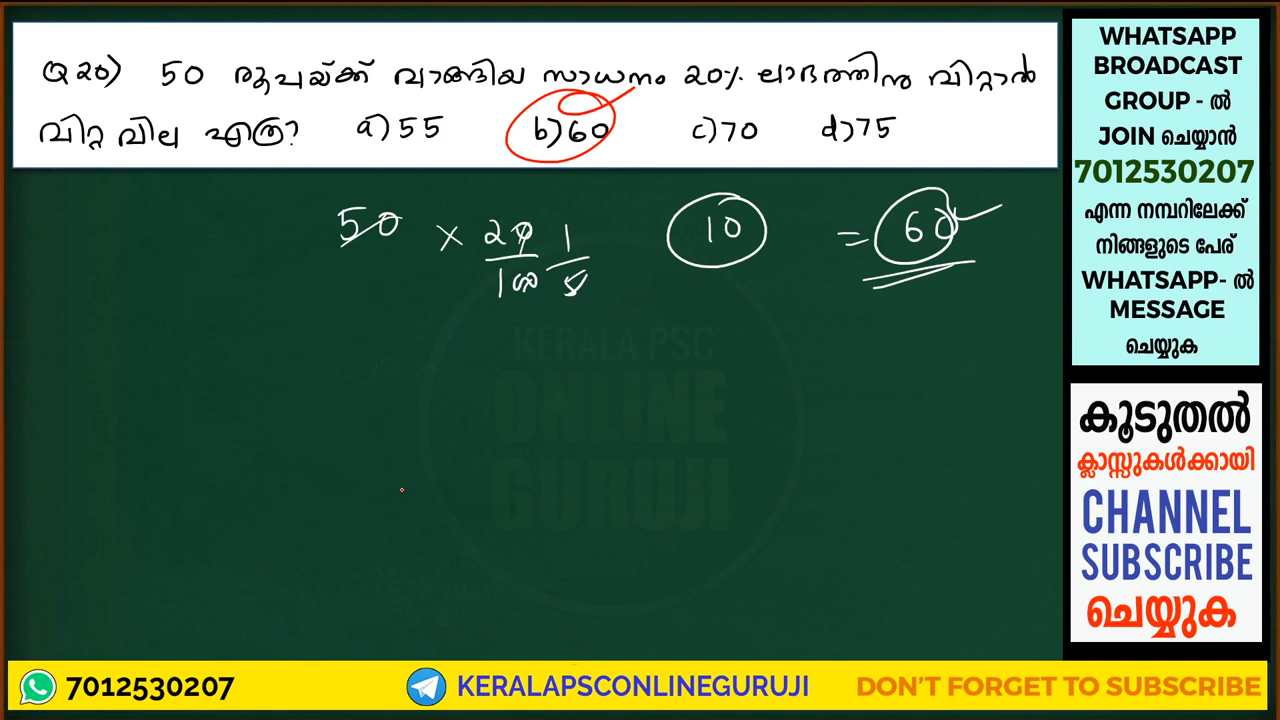 Q20) 50 രൂപയ്ക്ക് വാങ്ങിയ സാധനം 20% ലാഭത്തിനു വിറ്റാൽ
വിറ്റ വില എത്ര? a) 55 b) 60 c) 70 d) 75
50 × 20 1 10 = 60
100 5
KERALA PSC
ONLINE
GURUJI
WHATSAPP
BROADCAST
GROUP - ൽ
JOIN ചെയ്യാൻ
7012530207
എന്ന നമ്പറിലേക്ക്
നിങ്ങളുടെ പേര്
WHATSAPP- ൽ
MESSAGE
ചെയ്യുക
കൂടുതൽ
ക്ലാസ്സുകൾക്കായി
CHANNEL
SUBSCRIBE
ചെയ്യുക
7012530207 KERALAPSCONLINEGURUJI DON'T FORGET TO SUBSCRIBE